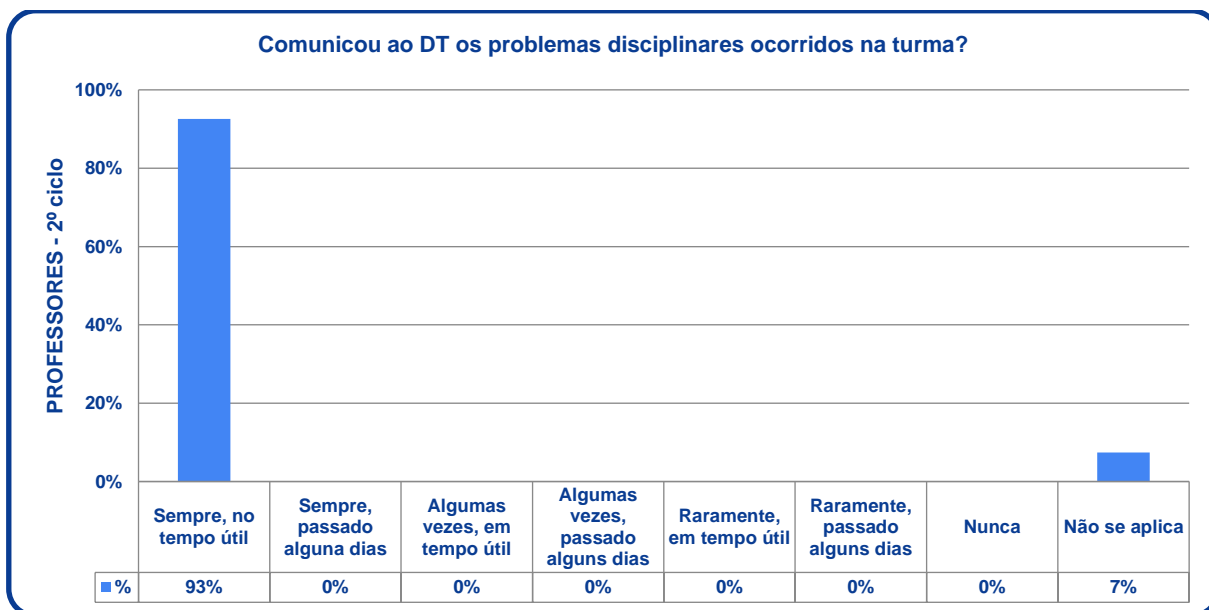 Comunicou ao DT os problemas disciplinares ocorridos na turma?
PROFESSORES - 2º ciclo
100%
80%
60%
40%
20%
0%
Sempre, no
tempo útil
Sempre,
passado
alguna dias
Algumas
vezes, em
tempo útil
Algumas
vezes,
passado
alguns dias
Raramente,
em tempo útil
Raramente,
passado
alguns dias
Nunca
Não se aplica
% 93% 0% 0% 0% 0% 0% 0% 7%